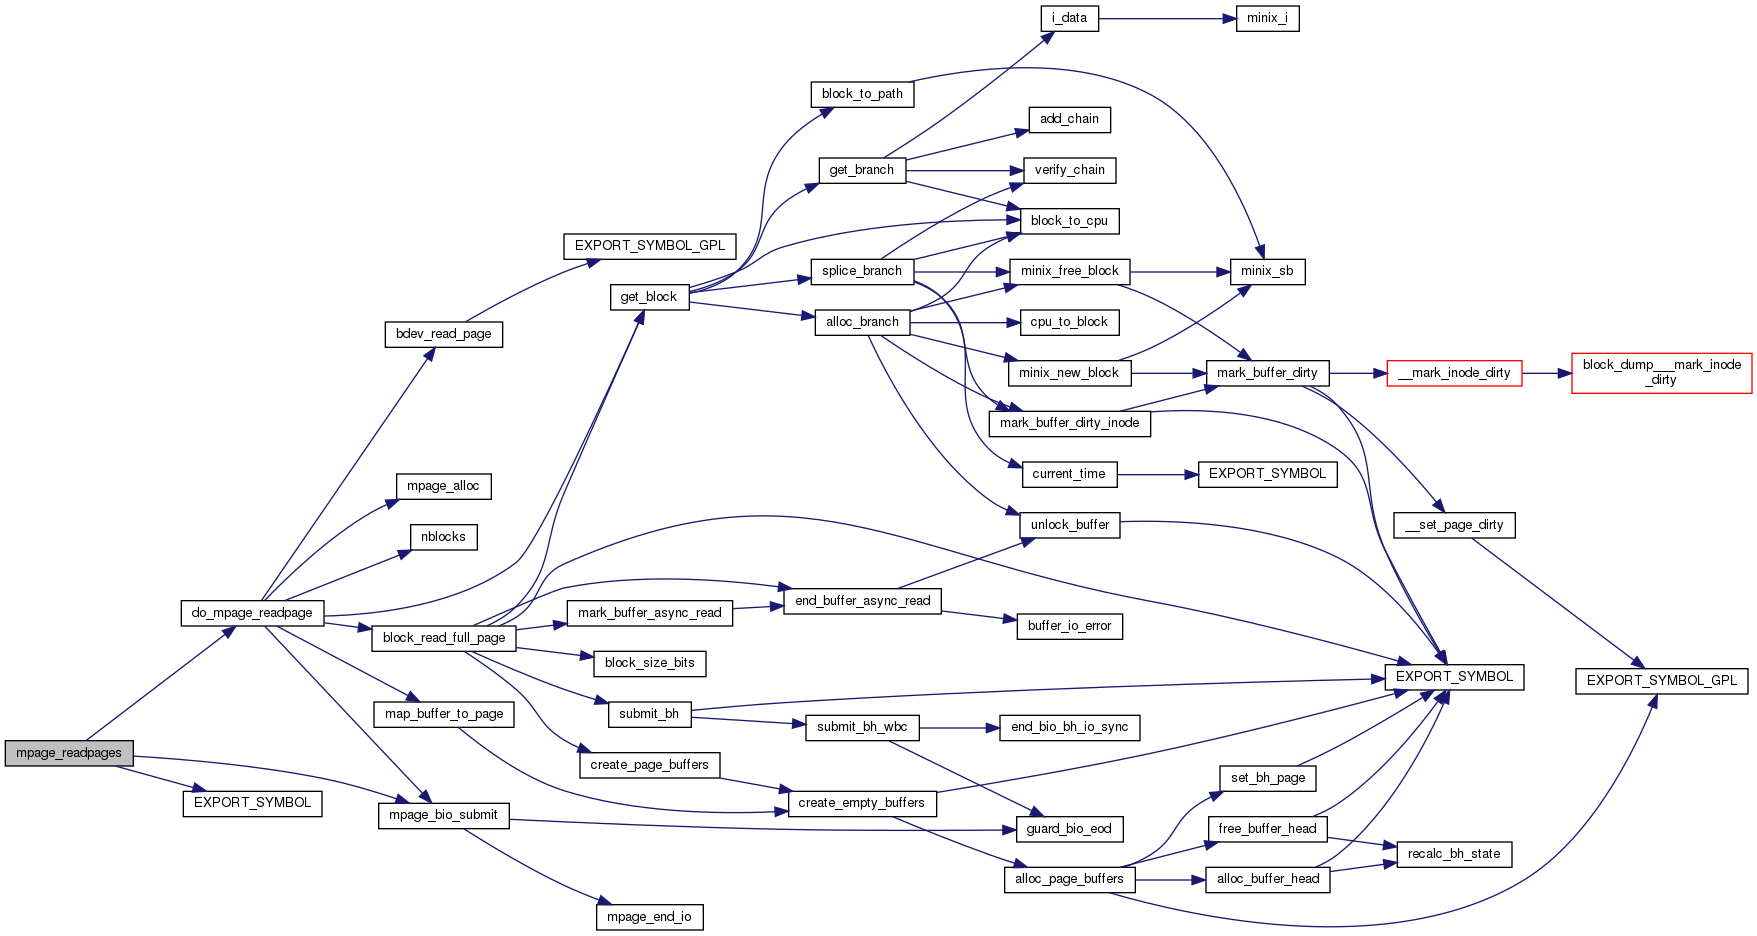 i_data
minix_i
block_to_path
add_chain
get_branch
verify_chain
block_to_cpu
EXPORT_SYMBOL_GPL
get_block
splice_branch
minix_free_block
minix_sb
bdev_read_page
alloc_branch
cpu_to_block
minix_new_block
mark_buffer_dirty
__mark_inode_dirty
block_dump___mark_inode
_dirty
mark_buffer_dirty_inode
mpage_alloc
current_time
EXPORT_SYMBOL
nblocks
unlock_buffer
__set_page_dirty
do_mpage_readpage
block_read_full_page
mark_buffer_async_read
end_buffer_async_read
buffer_io_error
block_size_bits
EXPORT_SYMBOL
EXPORT_SYMBOL_GPL
map_buffer_to_page
submit_bh
submit_bh_wbc
end_bio_bh_io_sync
mpage_readpages
create_page_buffers
set_bh_page
EXPORT_SYMBOL
mpage_bio_submit
create_empty_buffers
guard_bio_eod
free_buffer_head
recalc_bh_state
alloc_page_buffers
alloc_buffer_head
mpage_end_io